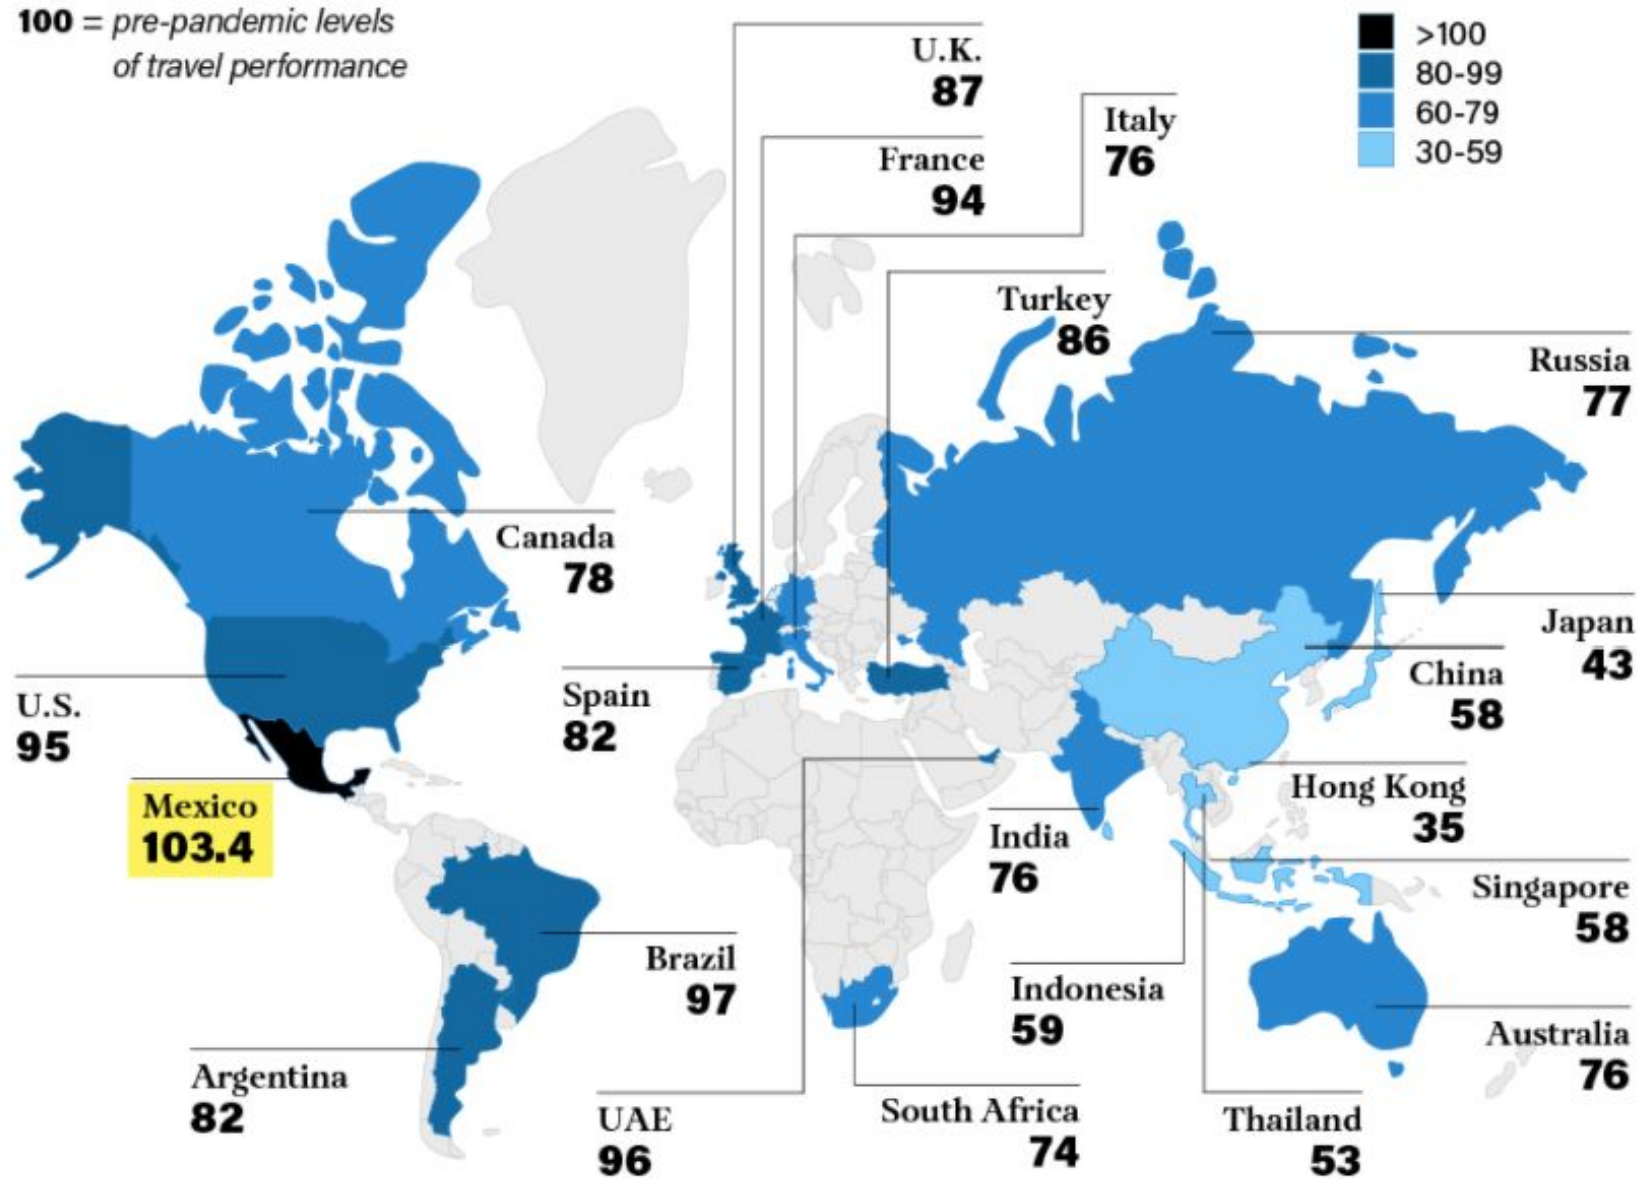 100 = pre-pandemic levels
of travel performance
>100
80-99
60-79
30-59
U.K.
87
Italy
76
France
94
Turkey
86
Russia
77
Canada
78
Japan
43
China
58
U.S.
95
Spain
82
Mexico
103.4
Hong Kong
35
India
76
Singapore
58
Brazil
97
Indonesia
59
Australia
76
Argentina
82
UAE
96
South Africa
74
Thailand
53